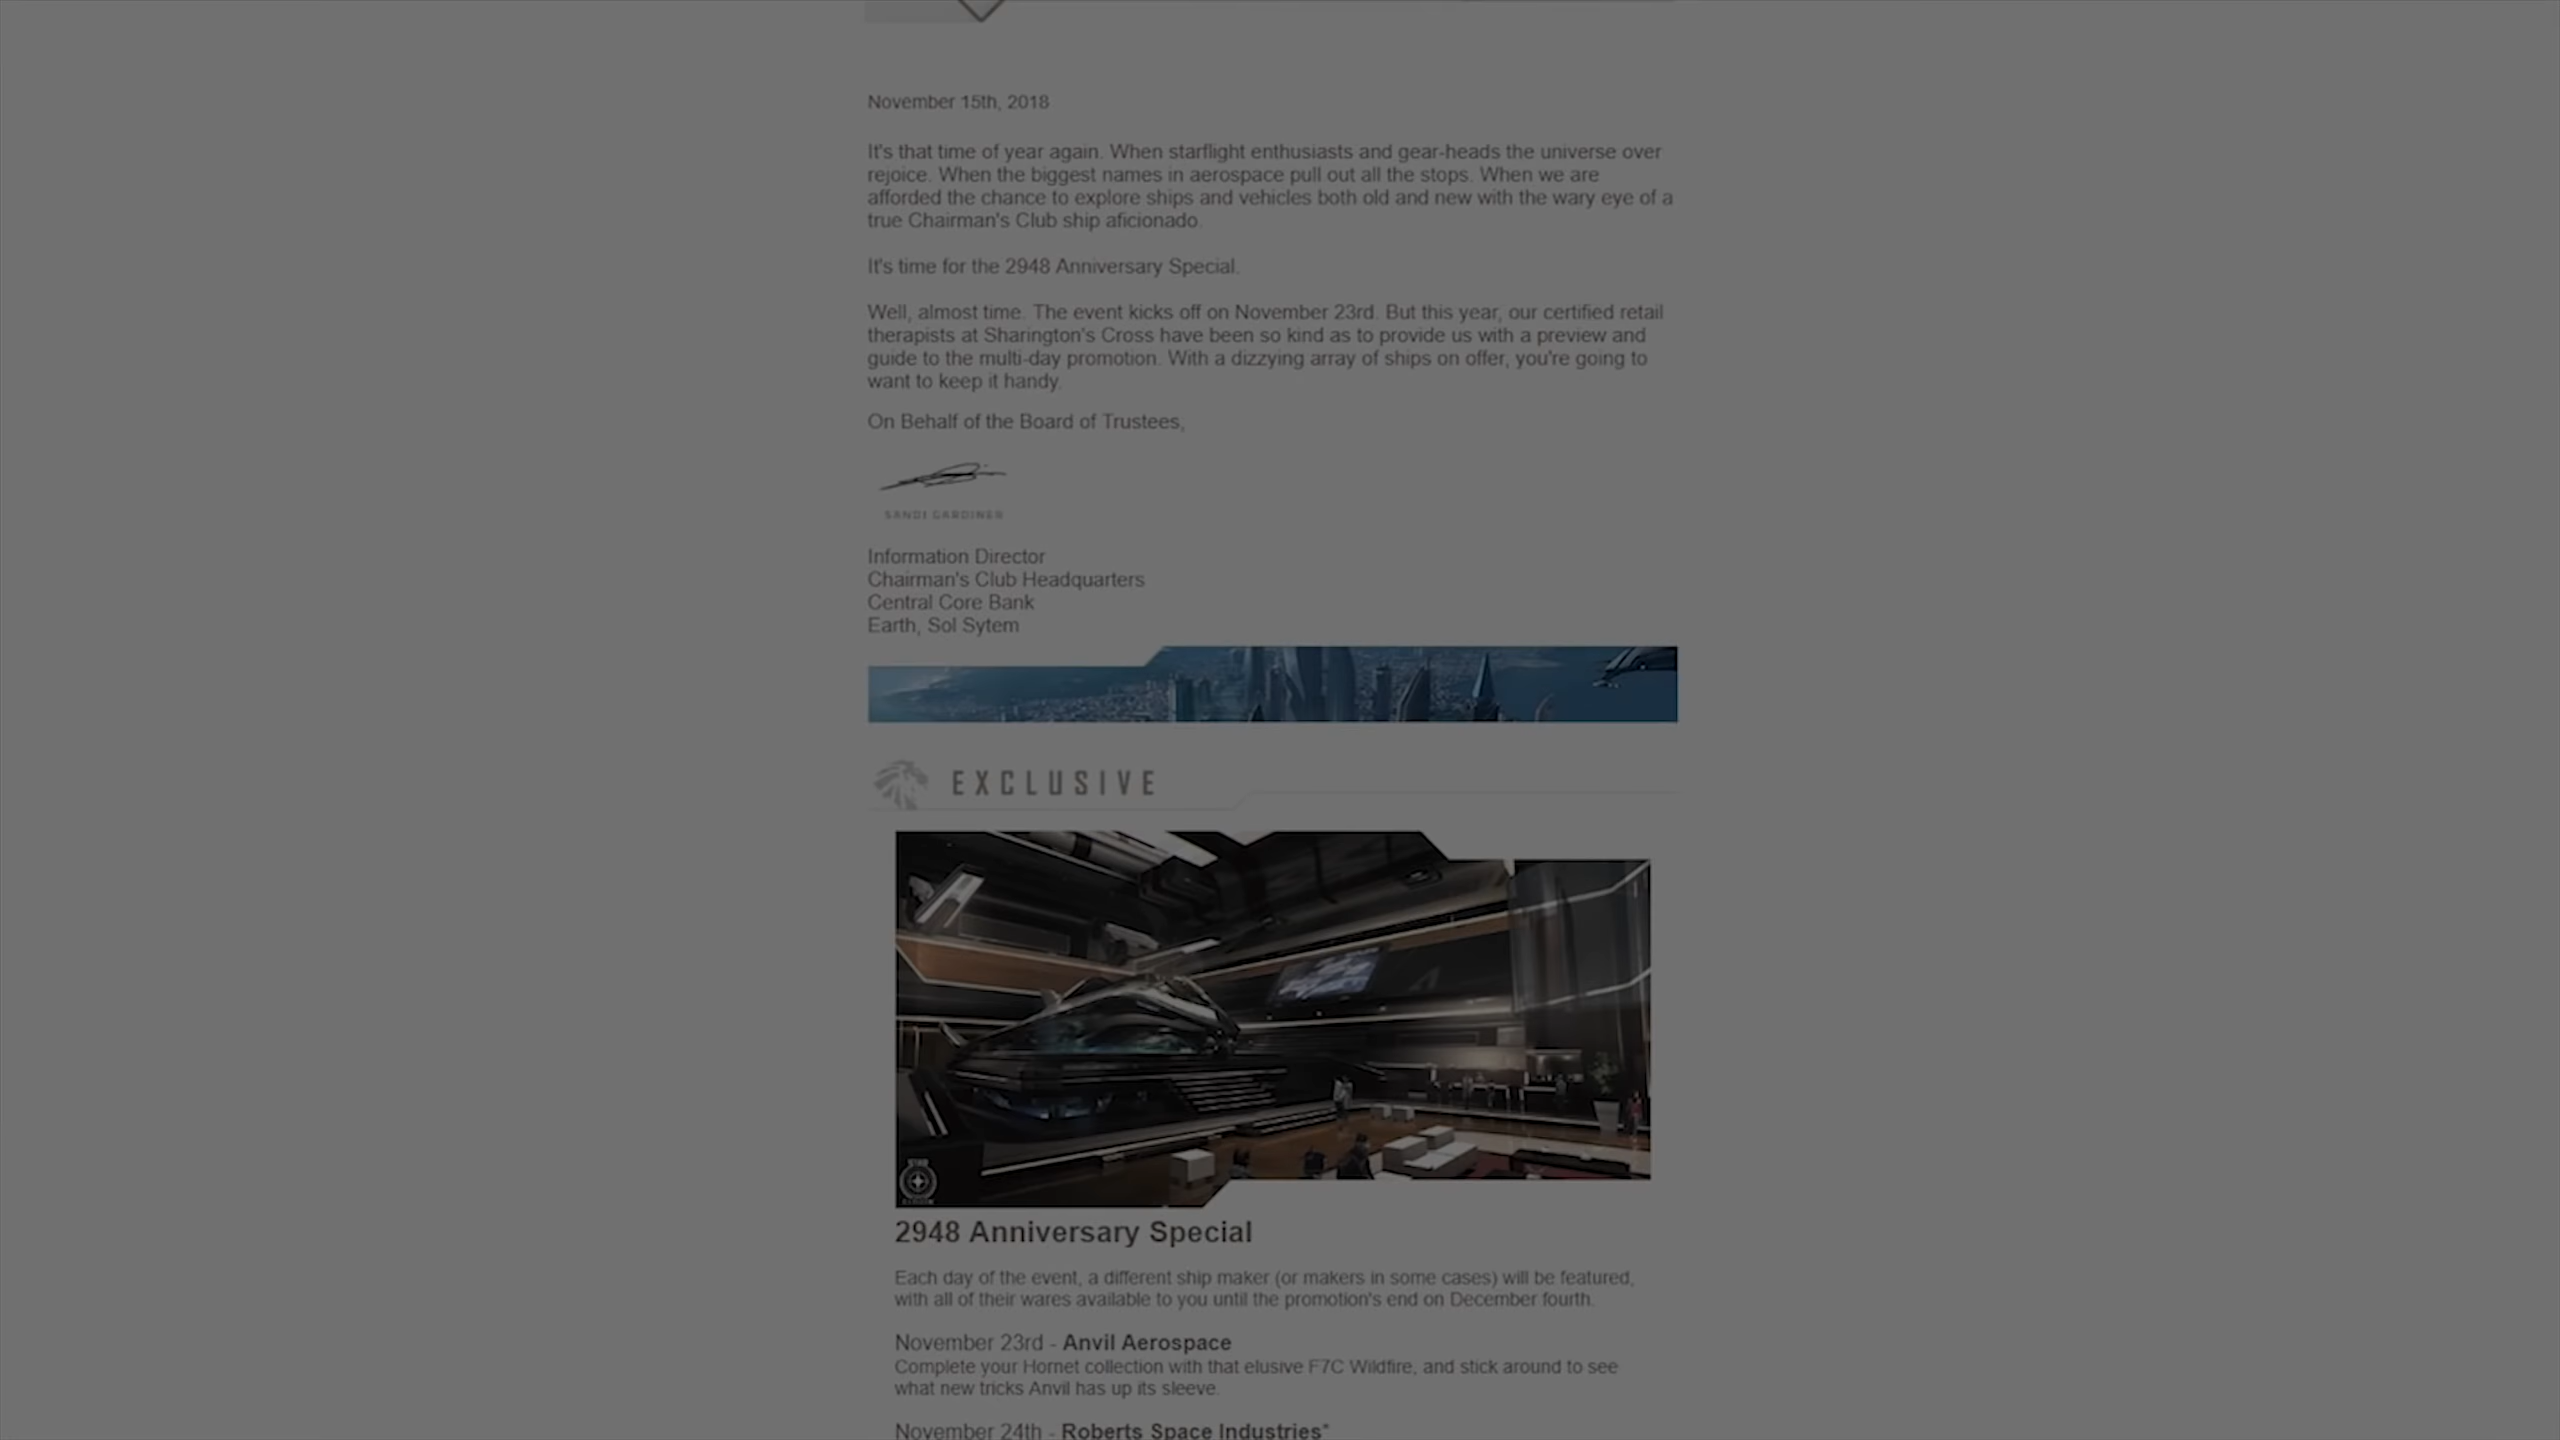 November 15th, 2018
It's that time of year again. When starflight enthusiasts and gear-heads the universe over
rejoice. When the biggest names in aerospace pull out all the stops. When we are
afforded the chance to explore ships and vehicles both old and new with the wary eye of a
true Chairman's Club ship aficionado.
It's time for the 2948 Anniversary Special.
Well, almost time. The event kicks off on November 23rd. But this year, our certified retail
therapists at Sharington's Cross have been so kind as to provide us with a preview and
guide to the multi-day promotion. With a dizzying array of ships on offer, you're going to
want to keep it handy.
On Behalf of the Board of Trustees,
SANDI GARDINER
Information Director
Chairman's Club Headquarters
Central Core Bank
Earth, Sol Sytem
EXCLUSIVE
2948 Anniversary Special
Each day of the event, a different ship maker (or makers in some cases) will be featured,
with all of their wares available to you until the promotion's end on December fourth.
November 23rd - Anvil Aerospace
Complete your Hornet collection with that elusive F7C Wildfire, and stick around to see
what new tricks Anvil has up its sleeve.
November 24th - Roberts Space Industries*